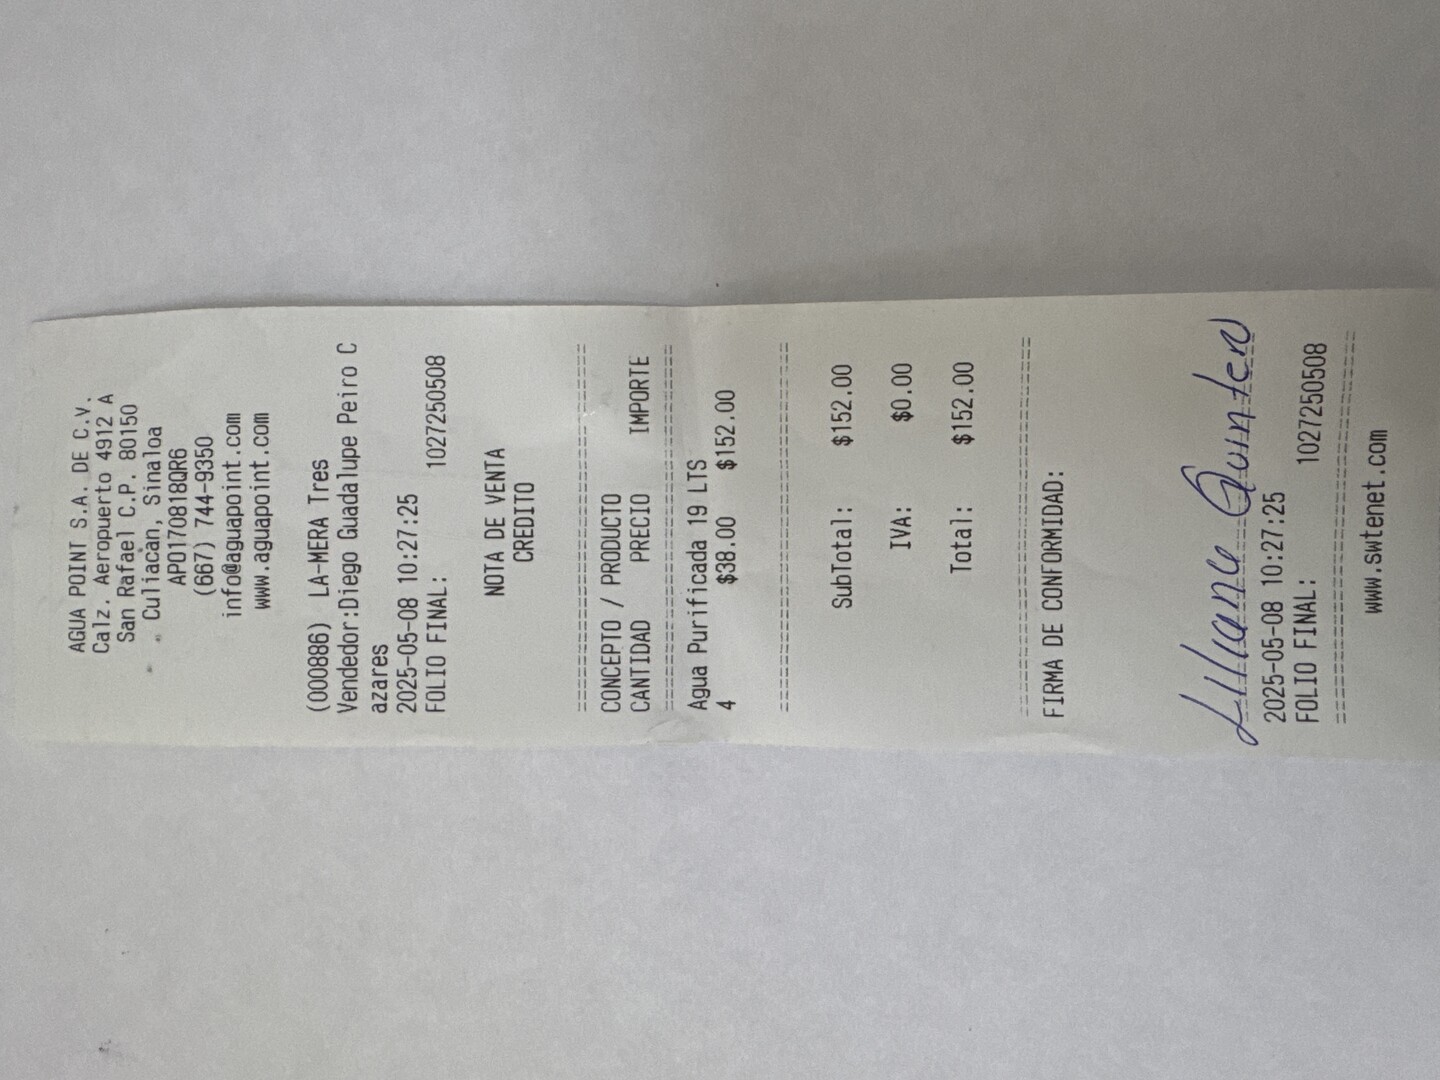 AGUA POINT S.A. DE C.V.
Calz. Aeropuerto 4912 A
San Rafael C.P. 80150
Culiacán, Sinaloa
APO170818QR6
(667) 744-9350
info@aguapoint.com
www.aguapoint.com
(000886) LA-MERA Tres
Vendedor:Diego Guadalupe Peiro C
azares
2025-05-08 10:27:25
FOLIO FINAL: 1027250508
NOTA DE VENTA
CREDITO
================================
CONCEPTO / PRODUCTO
CANTIDAD PRECIO IMPORTE
================================
Agua Purificada 19 LTS
4 $38.00 $152.00
================================
SubTotal: $152.00
IVA: $0.00
Total: $152.00
================================
FIRMA DE CONFORMIDAD:
Liliana Quintero
================================
2025-05-08 10:27:25
FOLIO FINAL: 1027250508
================================
www.swtenet.com